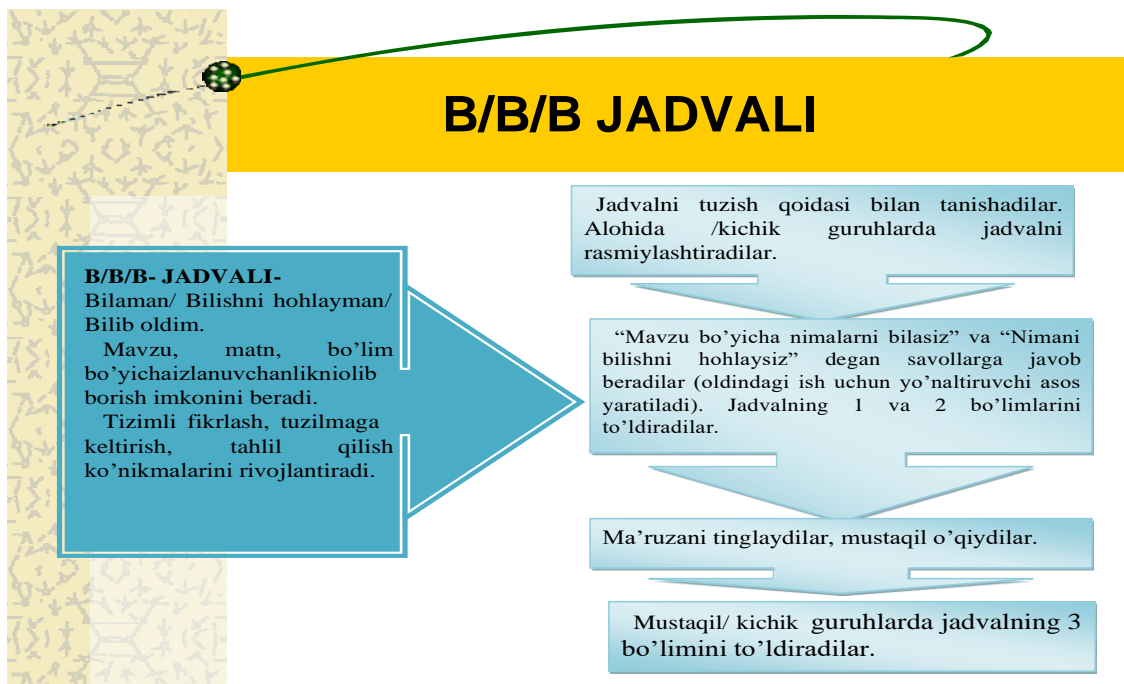 B/B/B JADVALI
B/B/B- JADVALI-
Bilaman/ Bilishni hohlayman/
Bilib oldim.
Mavzu, matn, bo’lim
bo’yichaizlanuvchanlikniolib
borish imkonini beradi.
Tizimli fikrlash, tuzilmaga
keltirish, tahlil qilish
ko’nikmalarini rivojlantiradi.
Jadvalni tuzish qoidasi bilan tanishadilar.
Alohida /kichik guruhlarda jadvalni
rasmiylashtiradilar.
“Mavzu bo’yicha nimalarni bilasiz” va “Nimani
bilishni hohlaysiz” degan savollarga javob
beradilar (oldindagi ish uchun yo’naltiruvchi asos
yaratiladi). Jadvalning 1 va 2 bo’limlarini
to’ldiradilar.
Ma’ruzani tinglaydilar, mustaqil o’qiydilar.
Mustaqil/ kichik guruhlarda jadvalning 3
bo’limini to’ldiradilar.